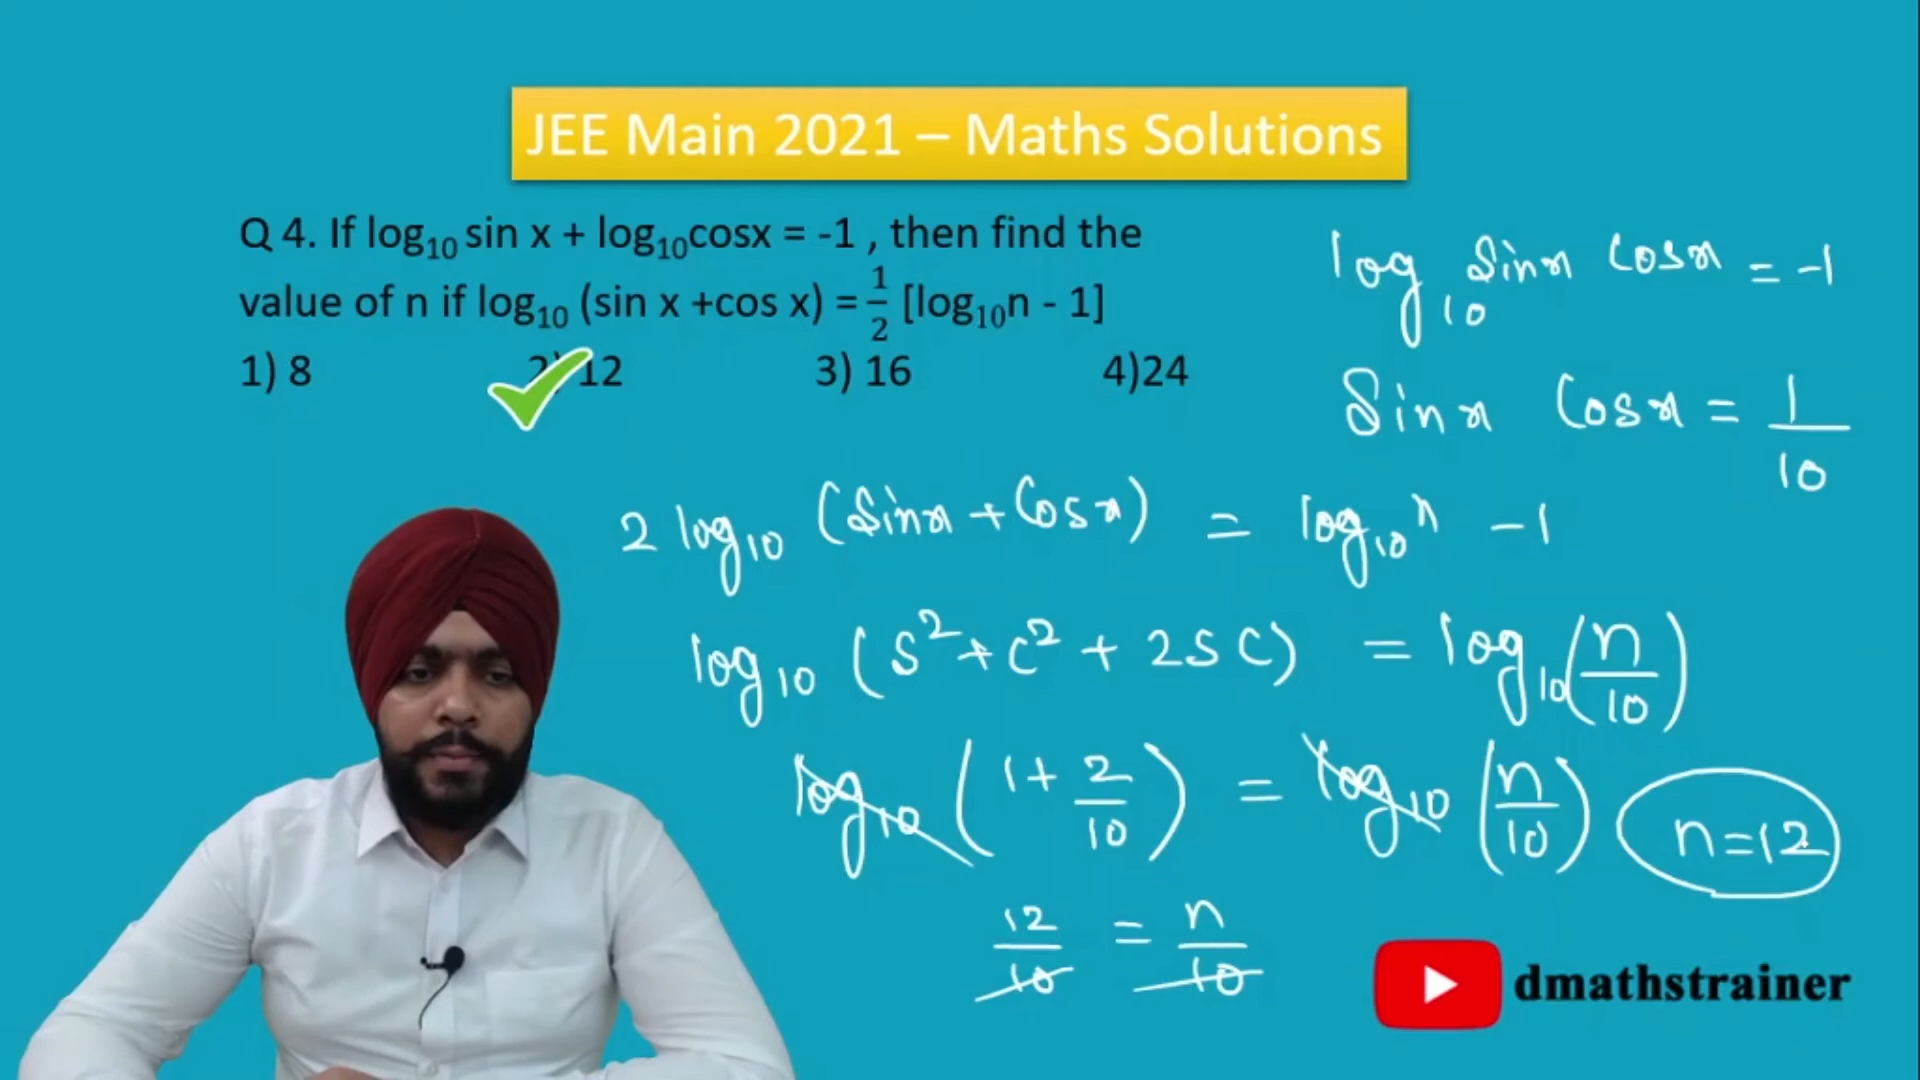 JEE Main 2021 – Maths Solutions
Q 4. If log₁₀ sin x + log₁₀cosx = -1 , then find the
value of n if log₁₀ (sin x +cos x) = 1/2 [log₁₀n - 1]
1) 8 2) 12 3) 16 4)24
log₁₀ Sinx Cosx = -1
Sinx Cosx = 1/10
2 log₁₀ (Sinx + Cosx) = log₁₀n - 1
log₁₀ (S² + C² + 2SC) = log₁₀(n/10)
log₁₀ (1 + 2/10) = log₁₀ (n/10) n=12
12/10 = n/10
dmathstrainer